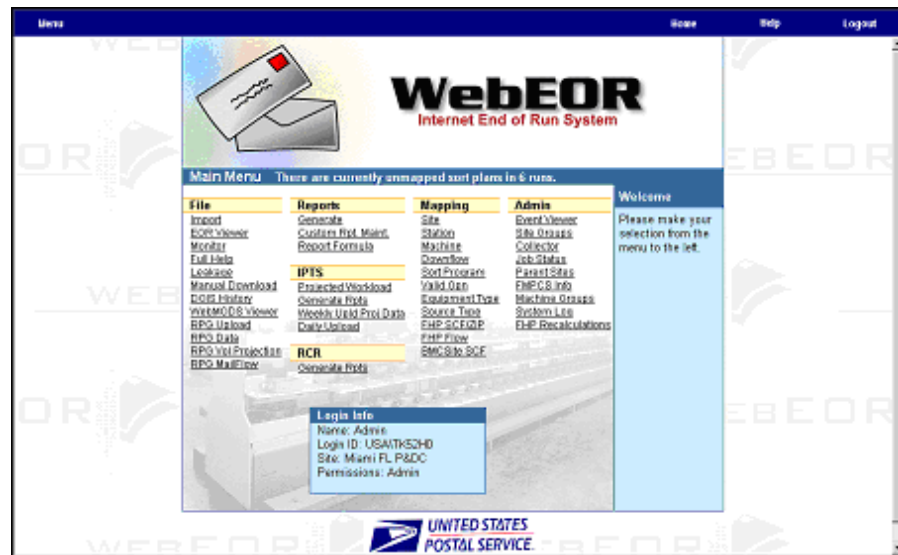 Menu Home Help Logout
WebEOR
Internet End of Run System
Main Menu There are currently unmapped sort plans in 6 runs.
File
Import
EOR Viewer
Monitor
Full Help
Leakage
Manual Download
DOIS History
WebMODS Viewer
RPG Upload
RPG Data
RPG Vol Projection
RPG MailFlow
Reports
Generate
Custom Rpt. Maint.
Report Formula
IPTS
Projected Workload
Generate Rpts
Weekly Upld Proj Data
Daily Upload
RCR
Generate Rpts
Mapping
Site
Station
Machine
Downflow
Sort Program
Valid Opn
Equipment Type
Source Type
FHP SCF/ZIP
FHP Flow
BMC Site SCF
Admin
Event Viewer
Site Groups
Collector
Job Status
Parent Sites
EMPCS Info
Machine Groups
System Log
FHP Recalculations
Welcome
Please make your
selection from the
menu to the left.
Login Info
Name: Admin
Login ID: USA\TK52H0
Site: Miami FL P&DC
Permissions: Admin
UNITED STATES
POSTAL SERVICE